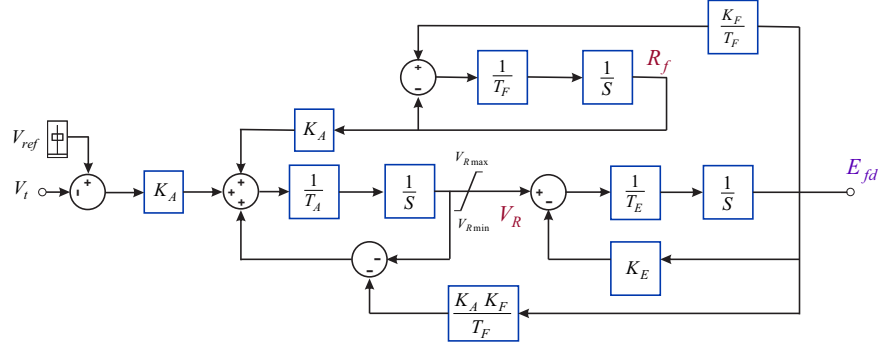 K_F
T_F
+
-
1
T_F
1
S
R_f
V_ref
K_A
V_Rmax
+
V_t
-
K_A
+
+
+
1
T_A
1
S
V_Rmin
V_R
+
-
1
T_E
1
S
E_fd
-
-
K_E
K_A K_F
T_F